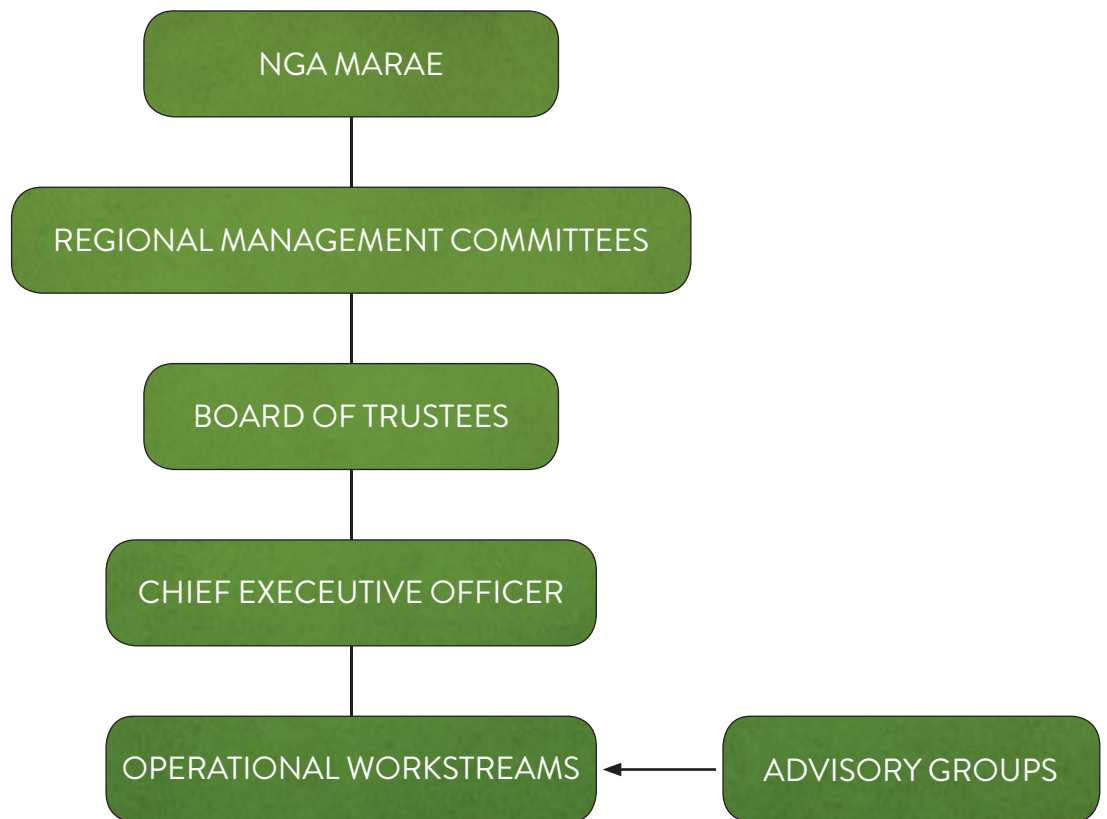 NGA MARAE
REGIONAL MANAGEMENT COMMITTEES
BOARD OF TRUSTEES
CHIEF EXECEUTIVE OFFICER
OPERATIONAL WORKSTREAMS
ADVISORY GROUPS